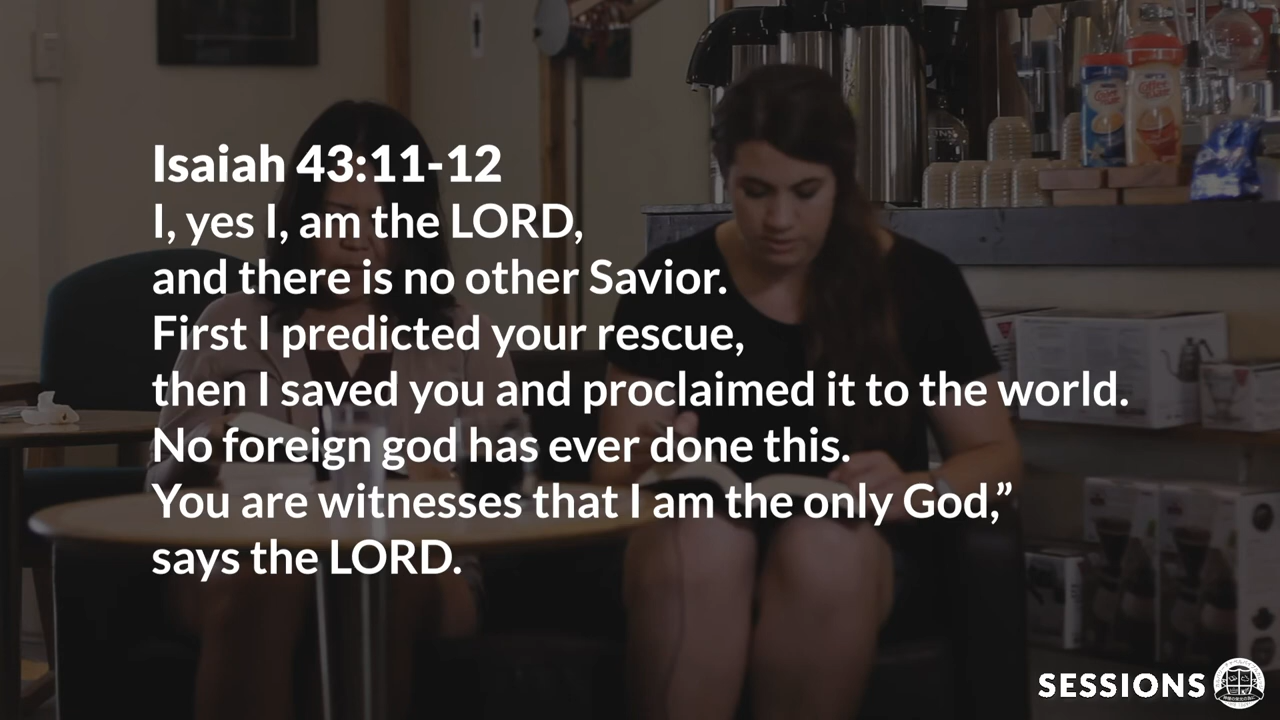 Isaiah 43:11-12
I, yes I, am the LORD,
and there is no other Savior.
First I predicted your rescue,
then I saved you and proclaimed it to the world.
No foreign god has ever done this.
You are witnesses that I am the only God,”
says the LORD.
SESSIONS